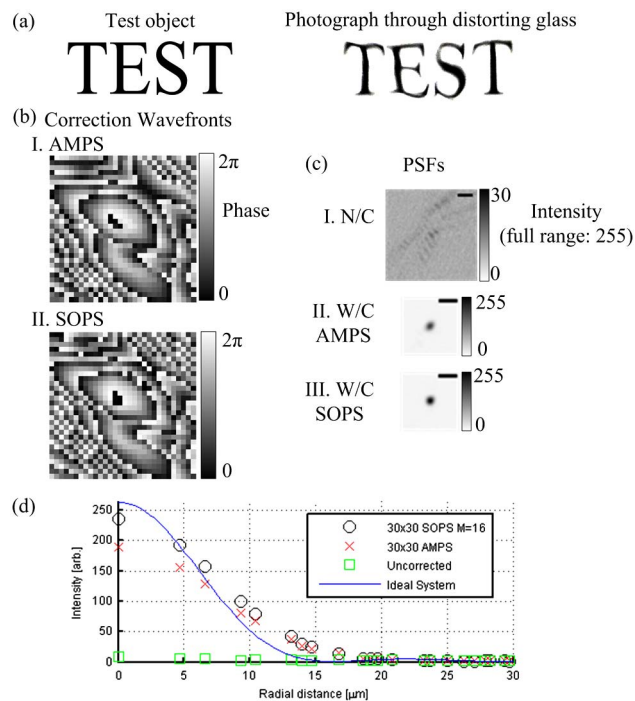 (a)
Test object
Photograph through distorting glass
TEST
TEST
(b)
Correction Wavefronts
I. AMPS
2π
Phase
0
II. SOPS
2π
0
(c)
PSFs
I. N/C
30
0
Intensity
(full range: 255)
II. W/C
AMPS
255
0
III. W/C
SOPS
255
0
(d)
250
200
150
100
50
0
Intensity [arb.]
0 5 10 15 20 25 30
Radial distance [μm]
30x30 SOPS M=16
30x30 AMPS
Uncorrected
Ideal System